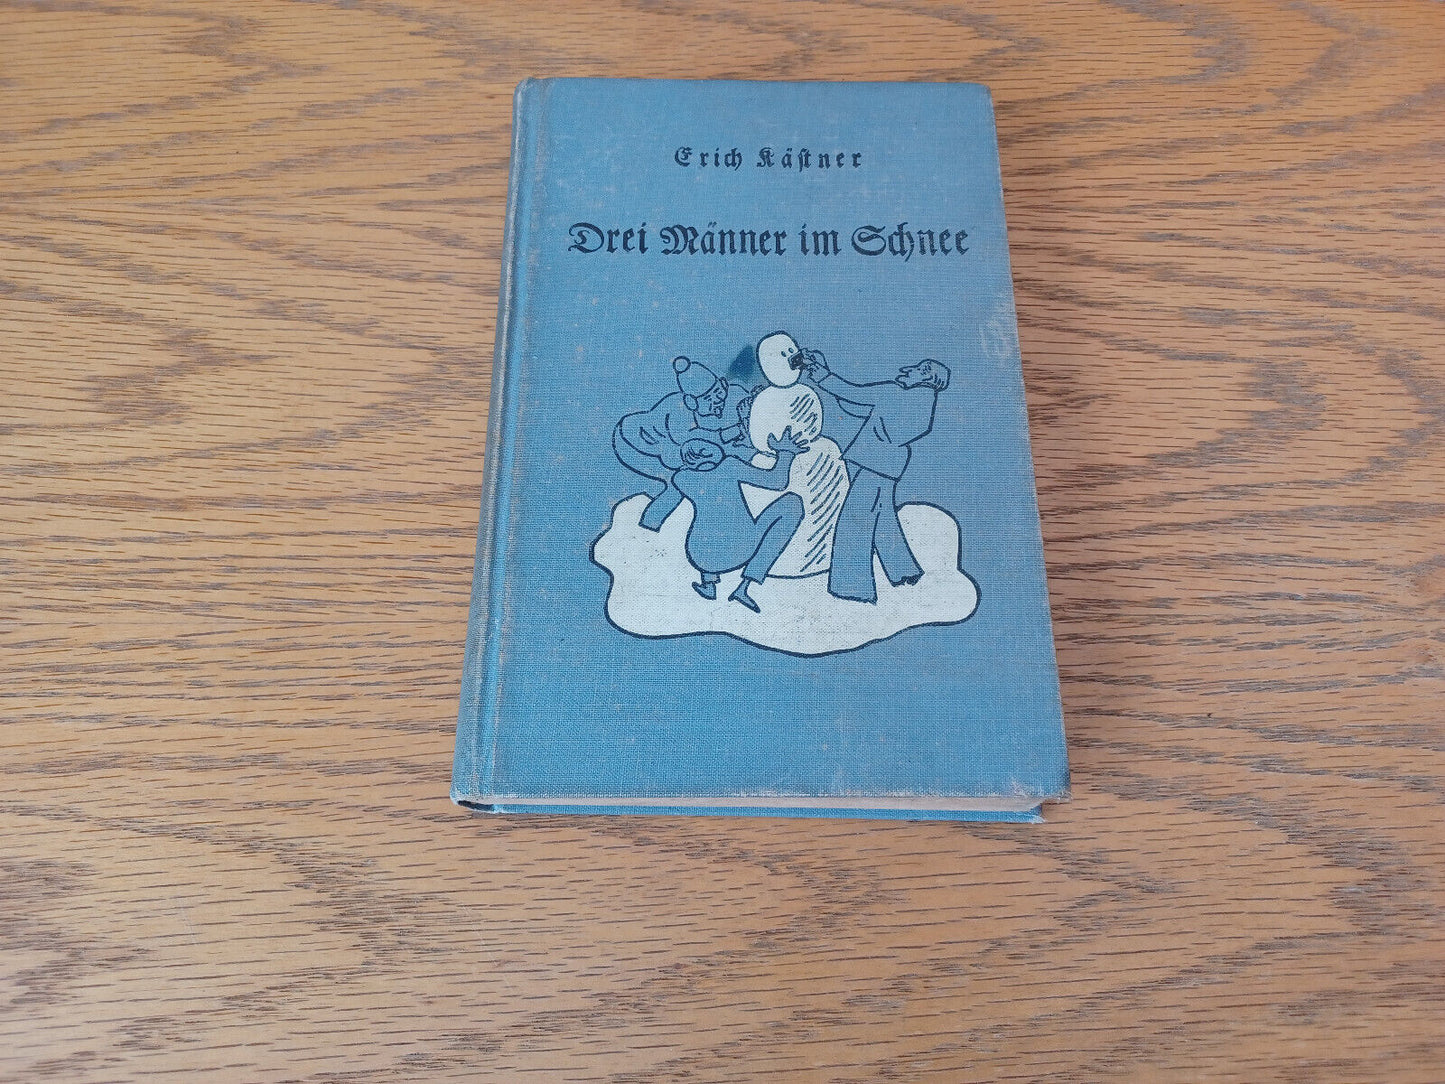 Erich Käſtner
Drei Männer im Schnee